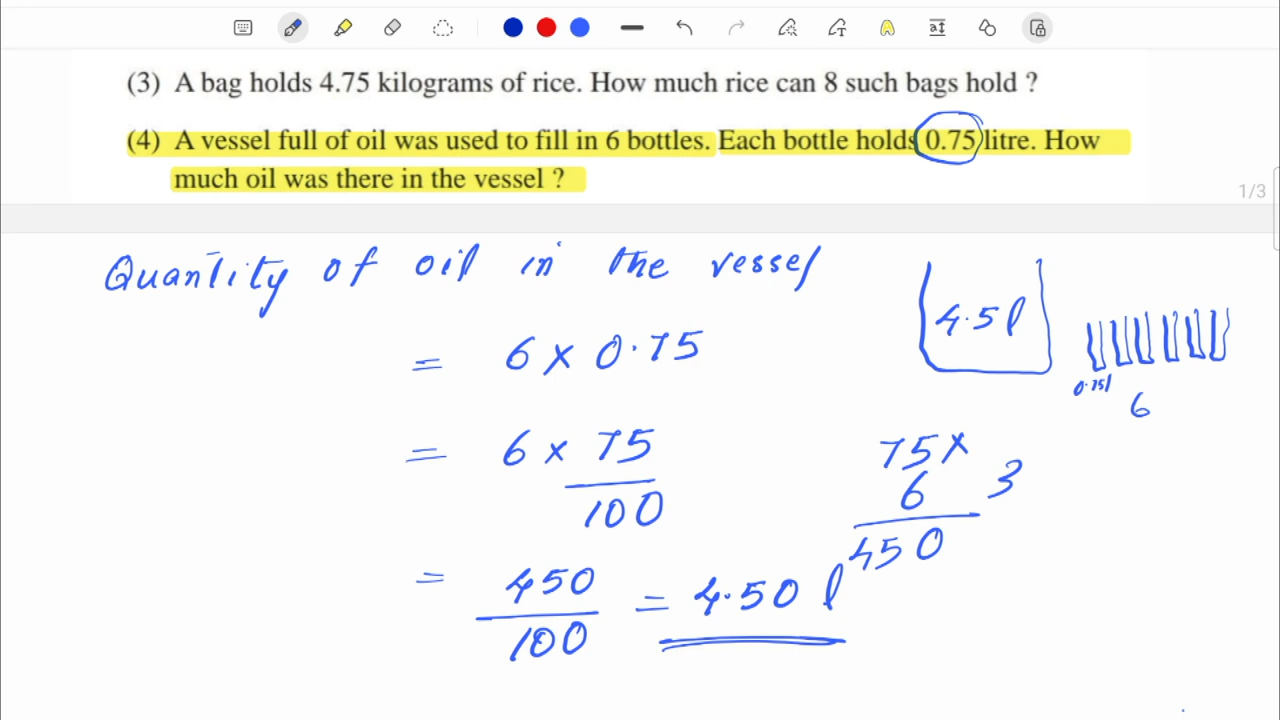 (3) A bag holds 4.75 kilograms of rice. How much rice can 8 such bags hold ?
(4) A vessel full of oil was used to fill in 6 bottles. Each bottle holds 0.75 litre. How
much oil was there in the vessel ?
1/3
Quantity of oil in the vessel
= 6 x 0.75
= 6 x 75
100
= 450
100
= 4.50 l
4.5 l
0.75l
6
75 x
6
3
450